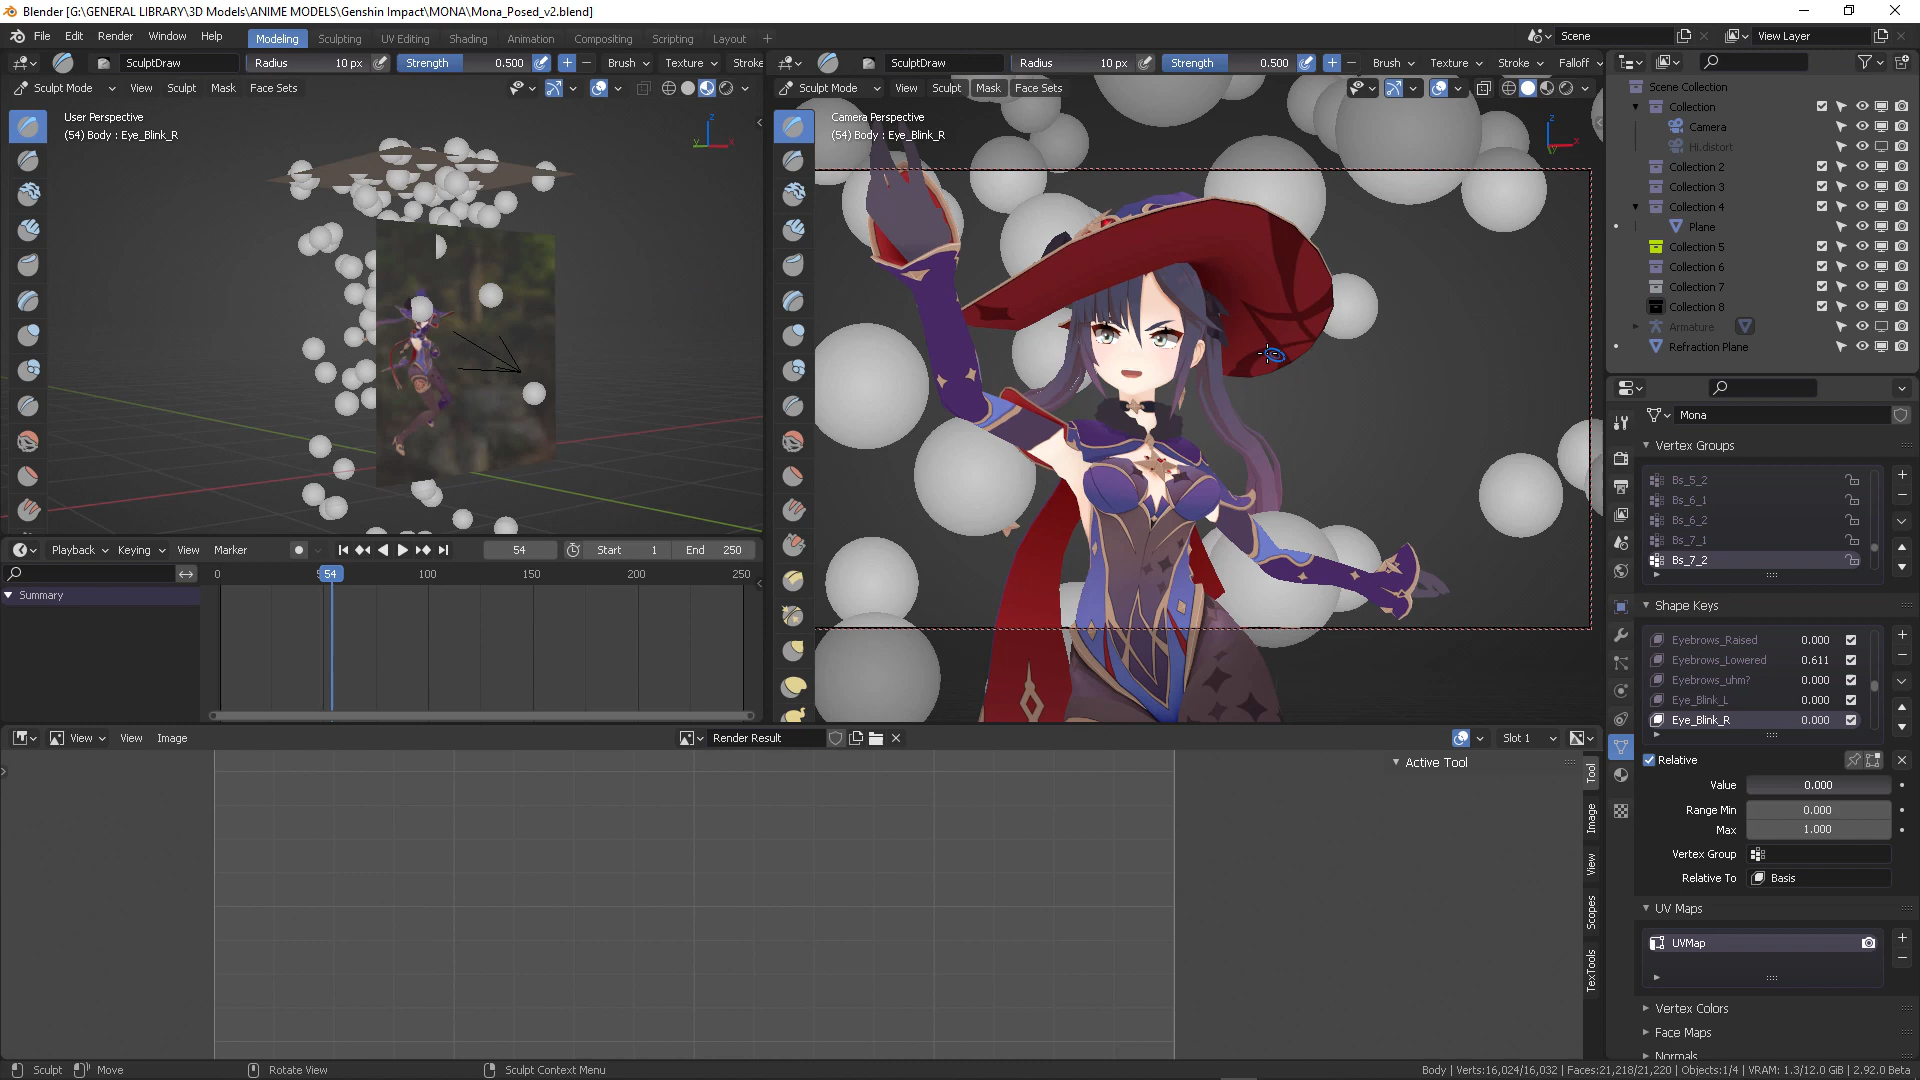 Blender [G:\GENERAL LIBRARY\3D Models\ANIME MODELS\Genshin Impact\MONA\Mona_Posed_v2.blend]
File Edit Render Window Help Modeling Sculpting UV Editing Shading Animation Compositing Scripting Layout + Scene View Layer
SculptDraw Radius 10 px Strength 0.500 + − Brush Texture Stroke
SculptDraw Radius 10 px Strength 0.500 + − Brush Texture Stroke Falloff
Sculpt Mode View Sculpt Mask Face Sets
Sculpt Mode View Sculpt Mask Face Sets
User Perspective
(54) Body : Eye_Blink_R
Camera Perspective
(54) Body : Eye_Blink_R
Scene Collection
Collection
Camera
Hi.distort
Collection 2
Collection 3
Collection 4
Plane
Collection 5
Collection 6
Collection 7
Collection 8
Armature
Refraction Plane
Mona
Vertex Groups
Bs_5_2
Bs_6_1
Bs_6_2
Bs_7_1
Bs_7_2
Shape Keys
Eyebrows_Raised 0.000
Eyebrows_Lowered 0.611
Eyebrows_uhm? 0.000
Eye_Blink_L 0.000
Eye_Blink_R 0.000
Relative
Value 0.000
Range Min 0.000
Max 1.000
Vertex Group
Relative To Basis
UV Maps
UVMap
Vertex Colors
Face Maps
Normals
Playback Keying View Marker 54 Start 1 End 250
0 54 100 150 200 250
Summary
View View Image Render Result Slot 1
Active Tool
Tool
Image
View
Scopes
TexTools
Sculpt Move Rotate View Sculpt Context Menu Body | Verts:16,024/16,032 | Faces:21,218/21,220 | Objects:1/4 | VRAM: 1.3/12.0 GiB | 2.92.0 Beta